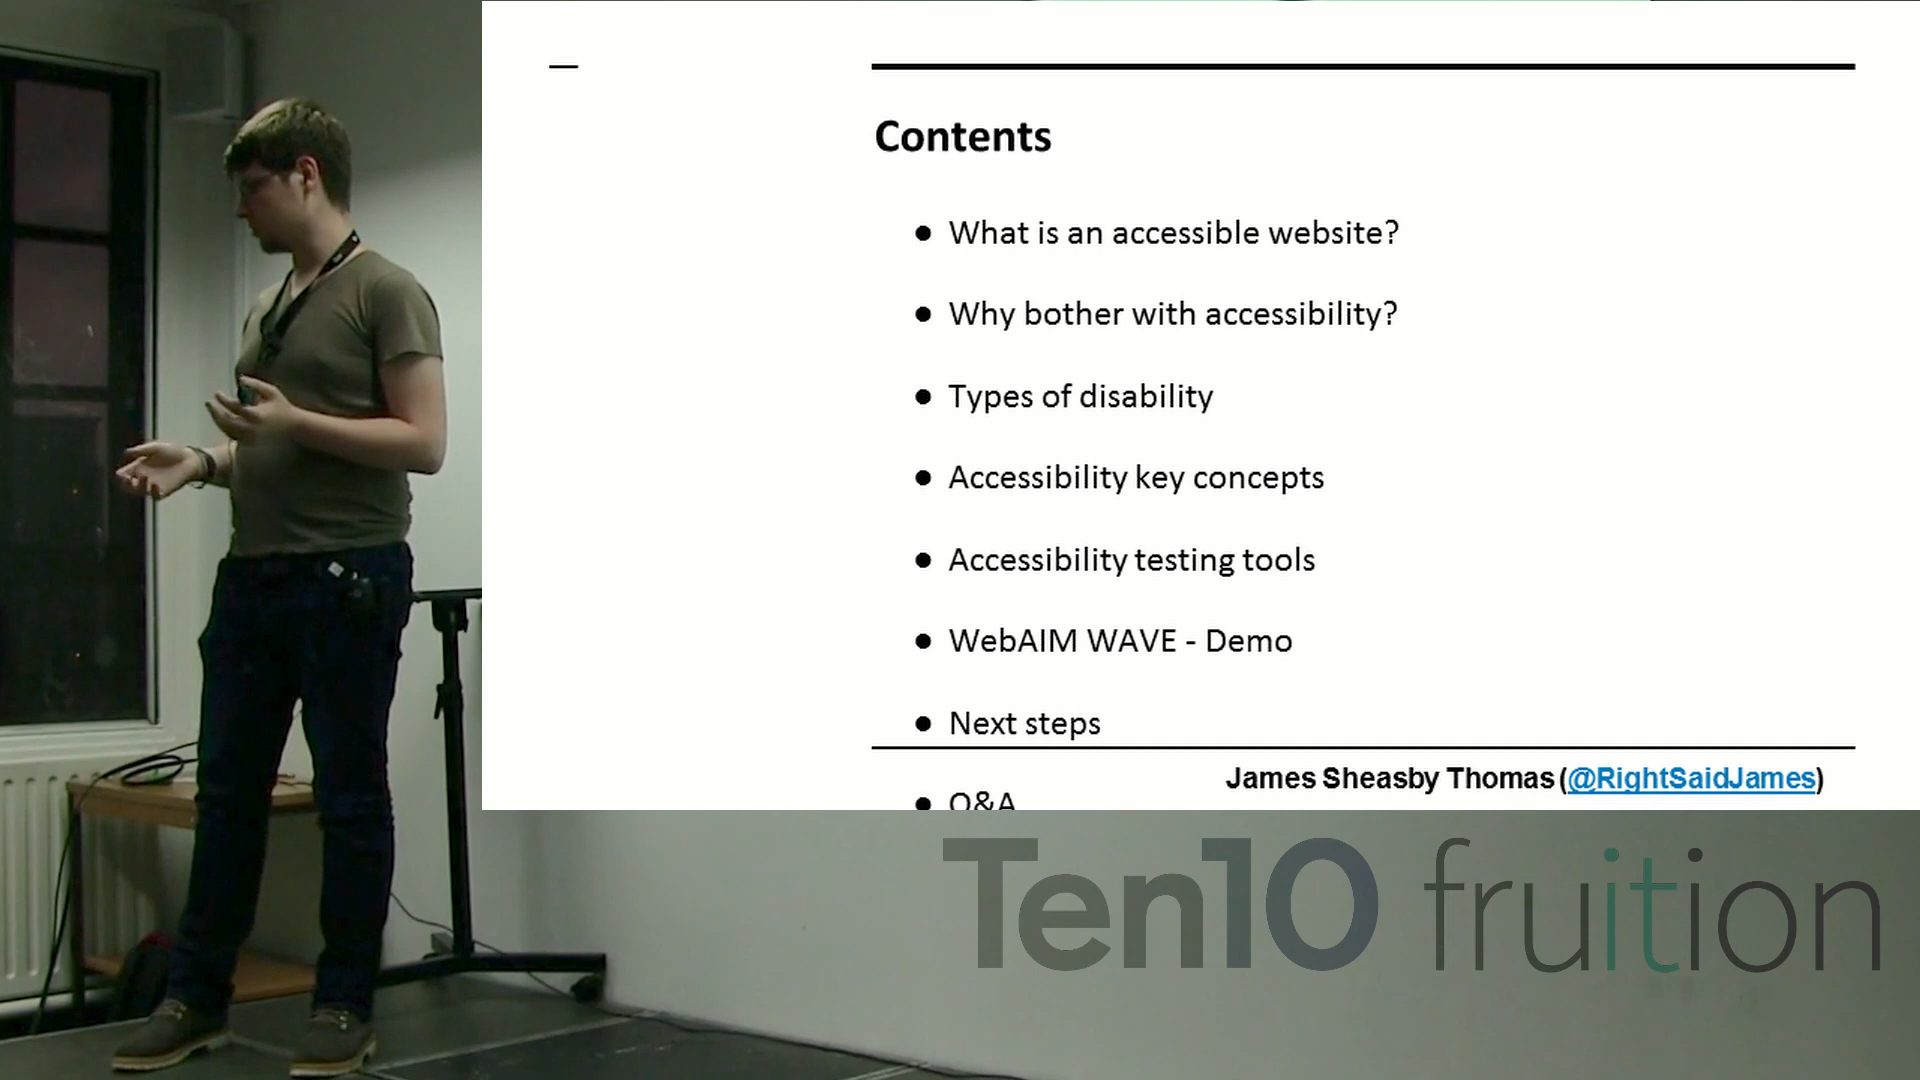 Contents
● What is an accessible website?
● Why bother with accessibility?
● Types of disability
● Accessibility key concepts
● Accessibility testing tools
● WebAIM WAVE - Demo
● Next steps
James Sheasby Thomas (@RightSaidJames)
● Q&A
Ten10 fruition